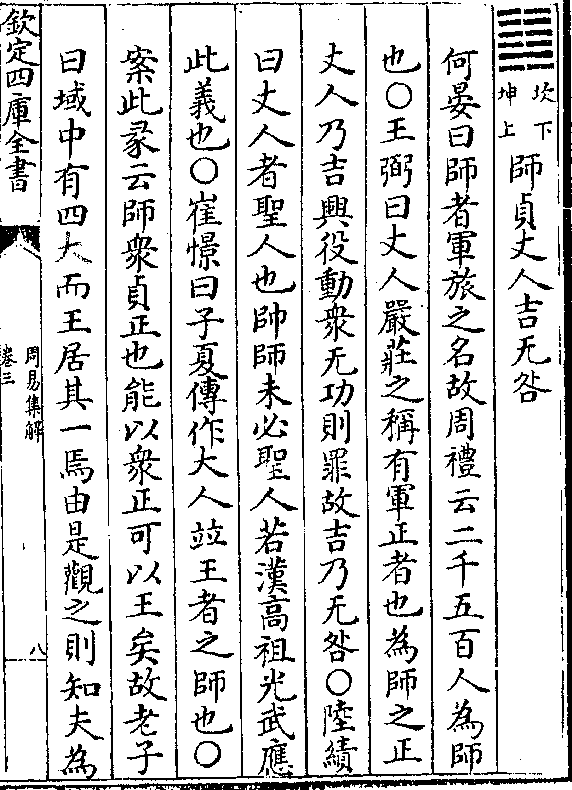 坎下
坤上
師貞丈人吉无咎
何晏曰師者軍旅之名故周禮云二千五百人為師
也○王弼曰丈人嚴莊之稱有軍正者也為師之正
丈人乃吉興役動衆无功則罪故吉乃无咎○陸績
曰丈人者聖人也帥師未必聖人若漢高祖光武應
此義也○崔憬曰子夏傳作大人竝王者之師也○
案此彖云師衆貞正也能以衆正可以王矣故老子
曰域中有四大而王居其一焉由是觀之則知夫為
欽定四庫全書
周易集解
卷三
八